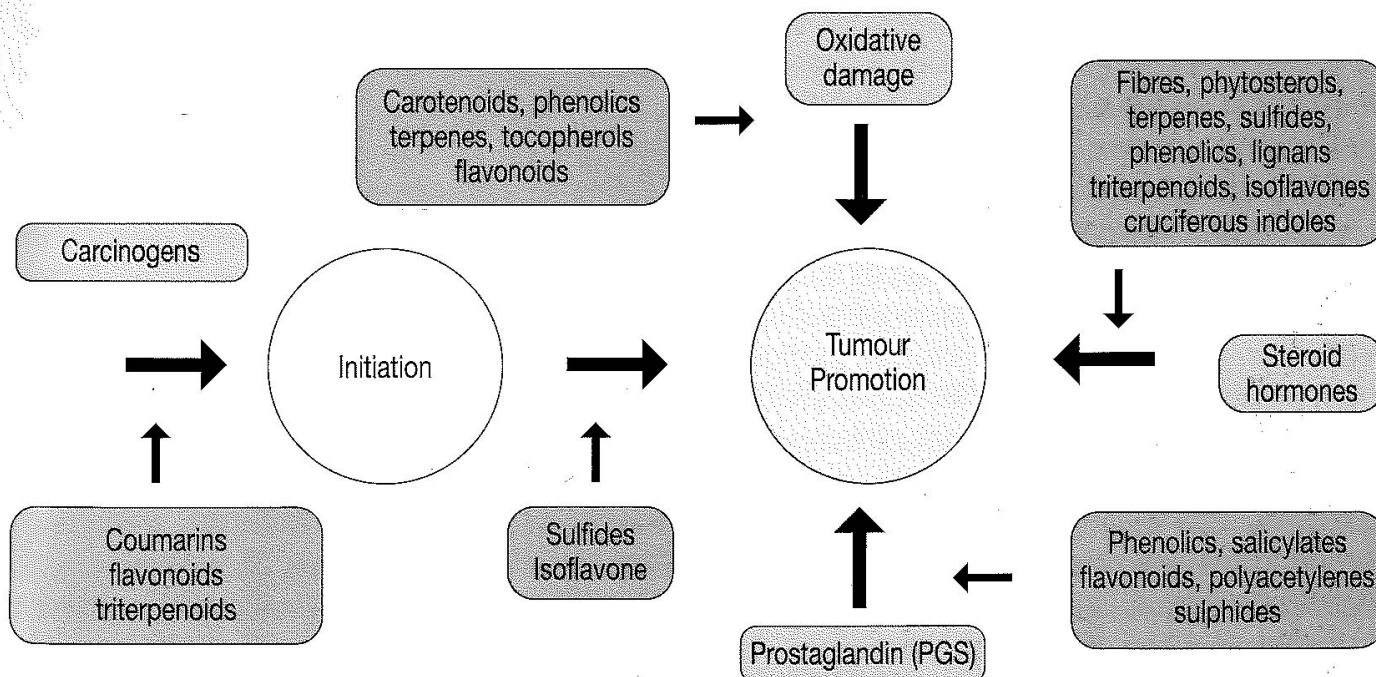 Oxidative
damage
Carotenoids, phenolics
terpenes, tocopherols
flavonoids
Fibres, phytosterols,
terpenes, sulfides,
phenolics, lignans
triterpenoids, isoflavones
cruciferous indoles
Carcinogens
Initiation
Tumour
Promotion
Steroid
hormones
Coumarins
flavonoids
triterpenoids
Sulfides
Isoflavone
Phenolics, salicylates
flavonoids, polyacetylenes
sulphides
Prostaglandin (PGS)